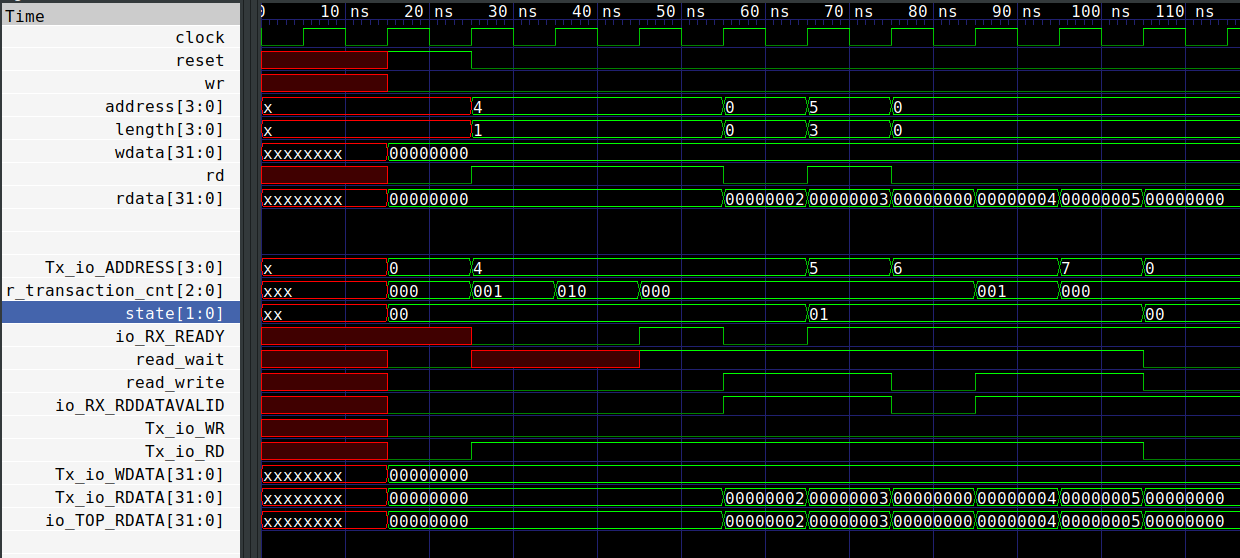 Time 0 10 ns 20 ns 30 ns 40 ns 50 ns 60 ns 70 ns 80 ns 90 ns 100 ns 110 ns
clock
reset
wr
address[3:0] x 4 0 5 0
length[3:0] x 1 0 3 0
wdata[31:0] xxxxxxxx 00000000
rd
rdata[31:0] xxxxxxxx 00000000 00000002 00000003 00000000 00000004 00000005 00000000
Tx_io_ADDRESS[3:0] x 0 4 5 6 7 0
r_transaction_cnt[2:0] xxx 000 001 010 000 001 000
state[1:0] xx 00 01 00
io_RX_READY
read_wait
read_write
io_RX_RDDATAVALID
Tx_io_WR
Tx_io_RD
Tx_io_WDATA[31:0] xxxxxxxx 00000000
Tx_io_RDATA[31:0] xxxxxxxx 00000000 00000002 00000003 00000000 00000004 00000005 00000000
io_TOP_RDATA[31:0] xxxxxxxx 00000000 00000002 00000003 00000000 00000004 00000005 00000000